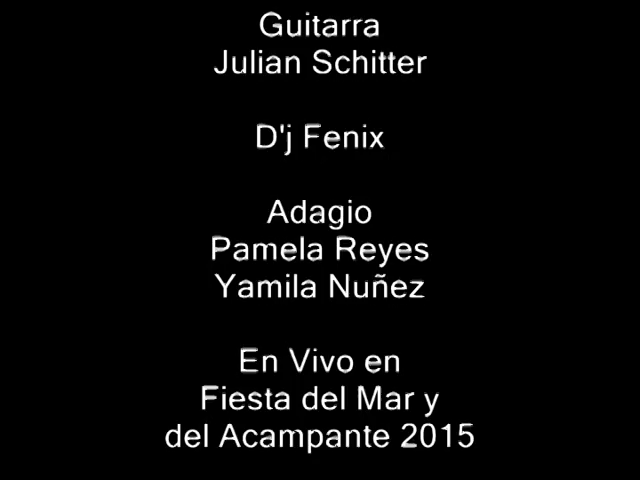 Guitarra
Julian Schitter
D'j Fenix
Adagio
Pamela Reyes
Yamila Nuñez
En Vivo en
Fiesta del Mar y
del Acampante 2015